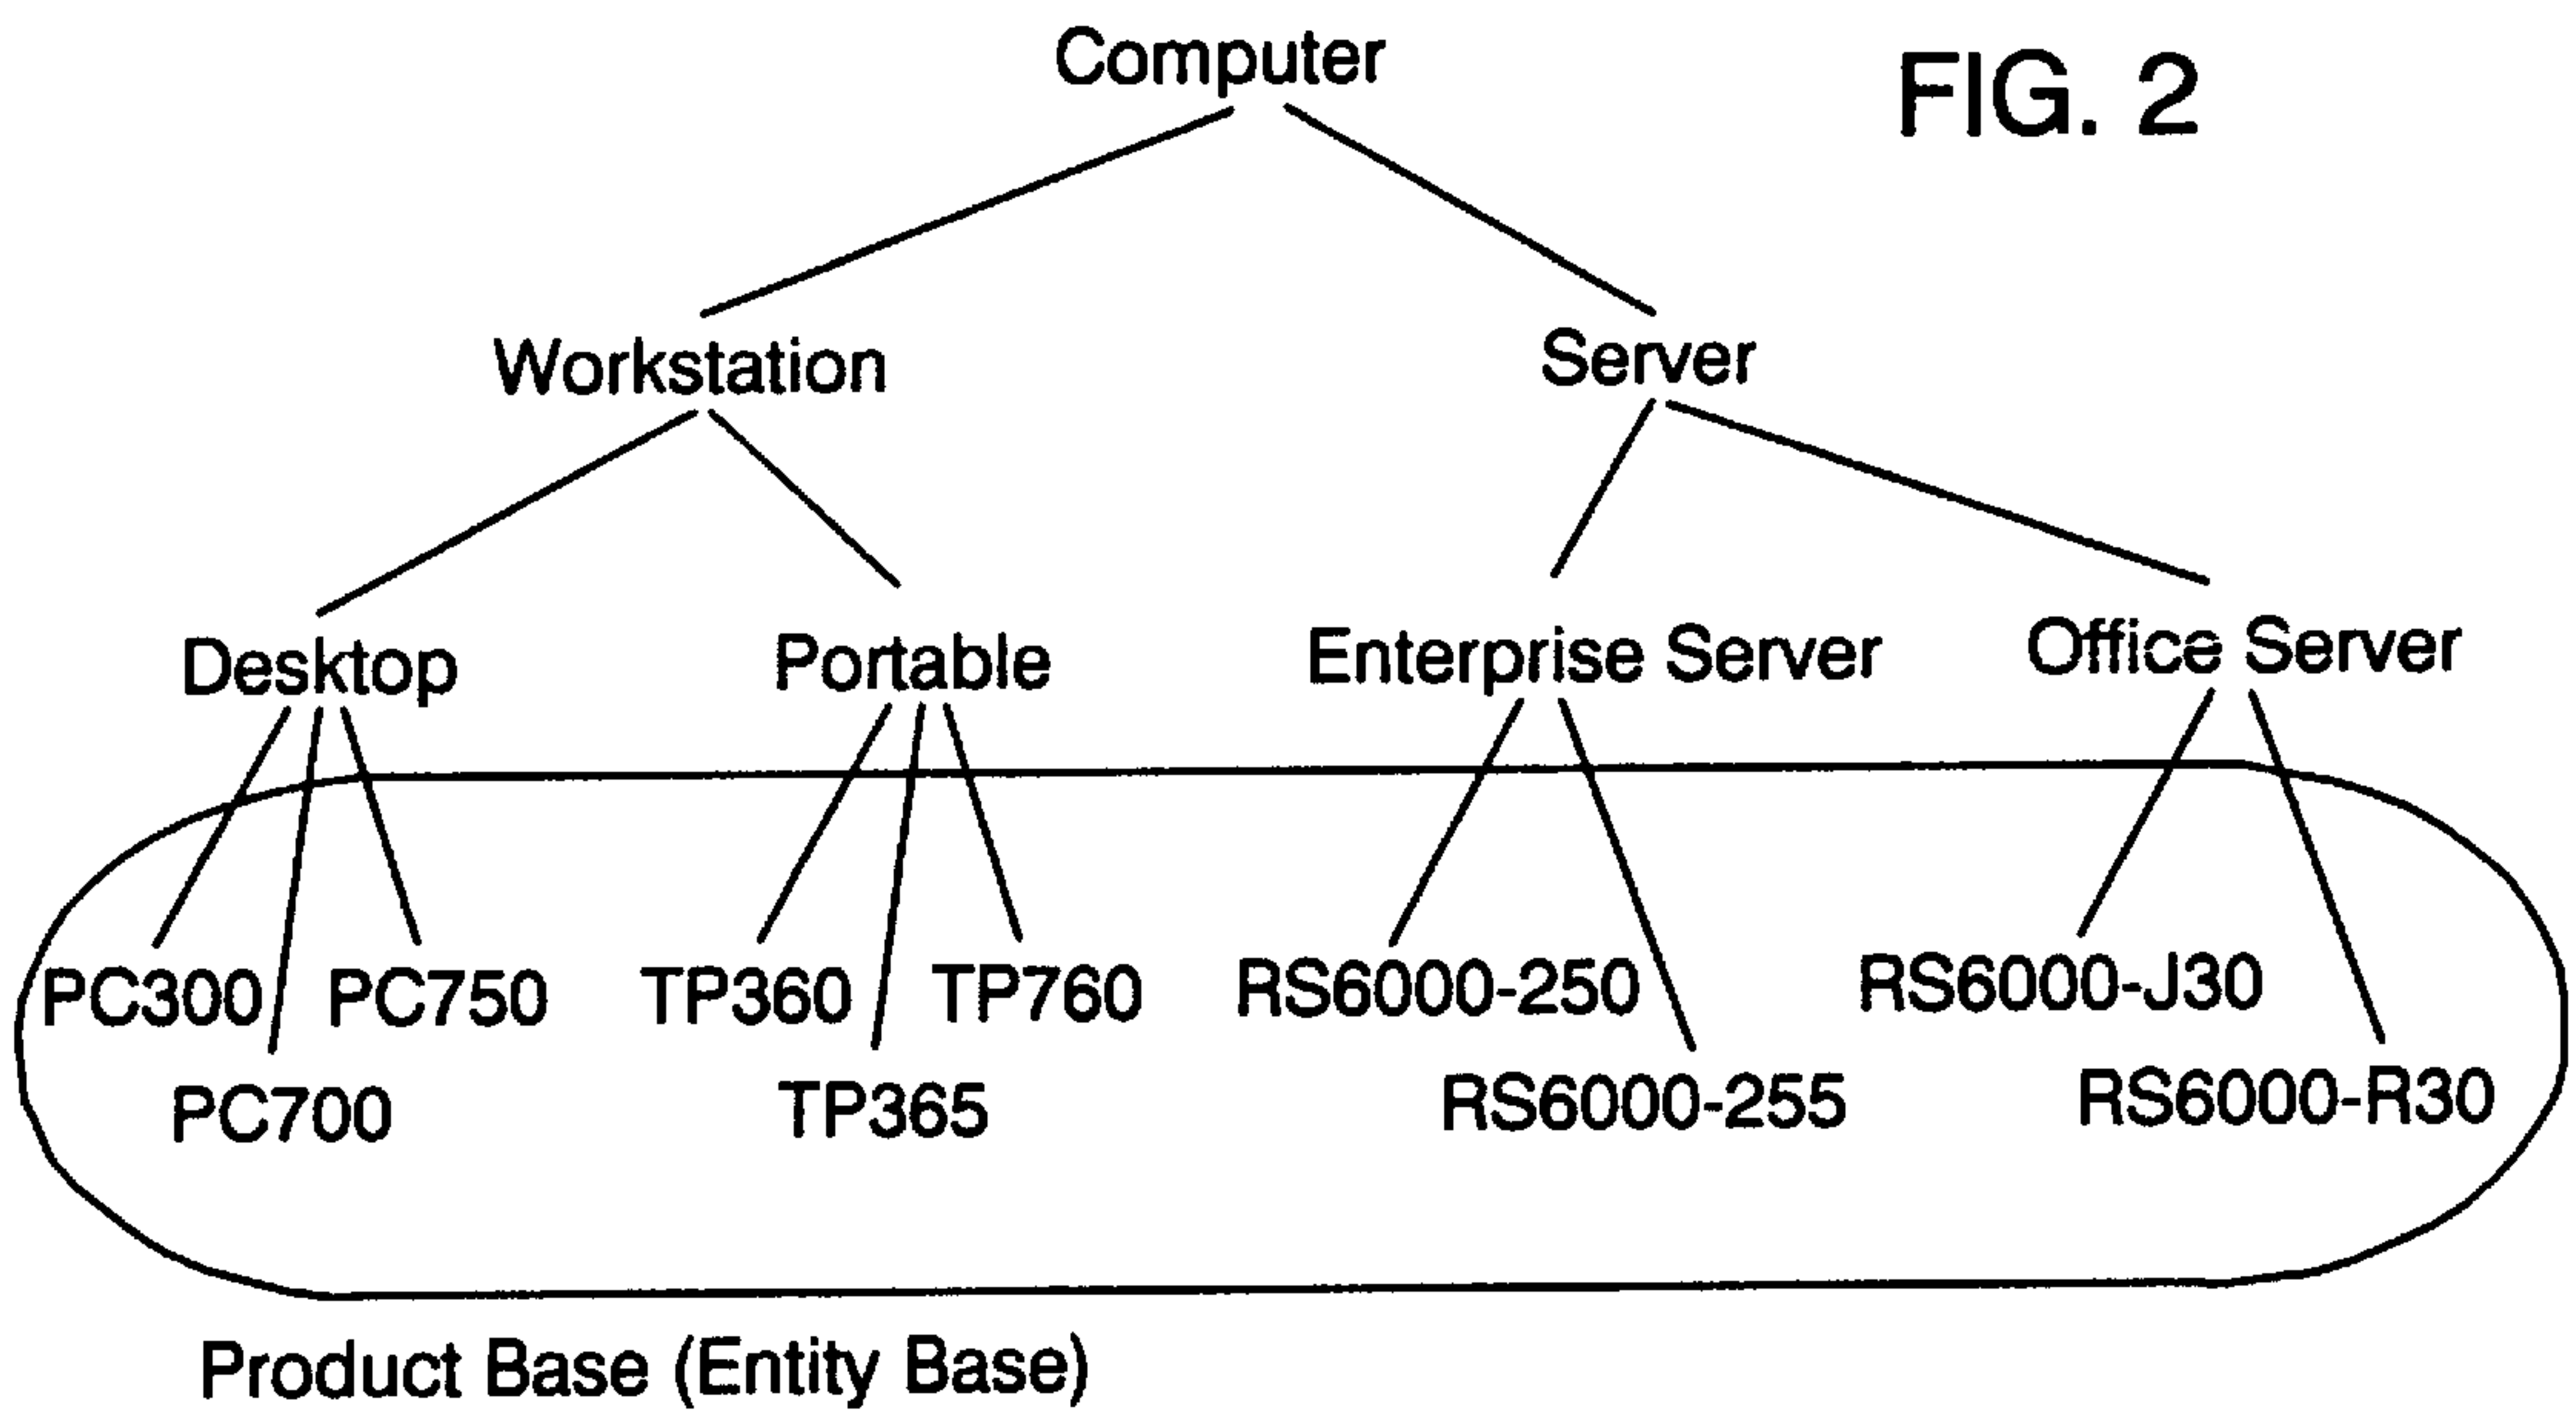 Computer
FIG. 2
Workstation
Server
Desktop
Portable
Enterprise Server
Office Server
PC300
PC750
TP360
TP760
RS6000-250
RS6000-J30
PC700
TP365
RS6000-255
RS6000-R30
Product Base (Entity Base)